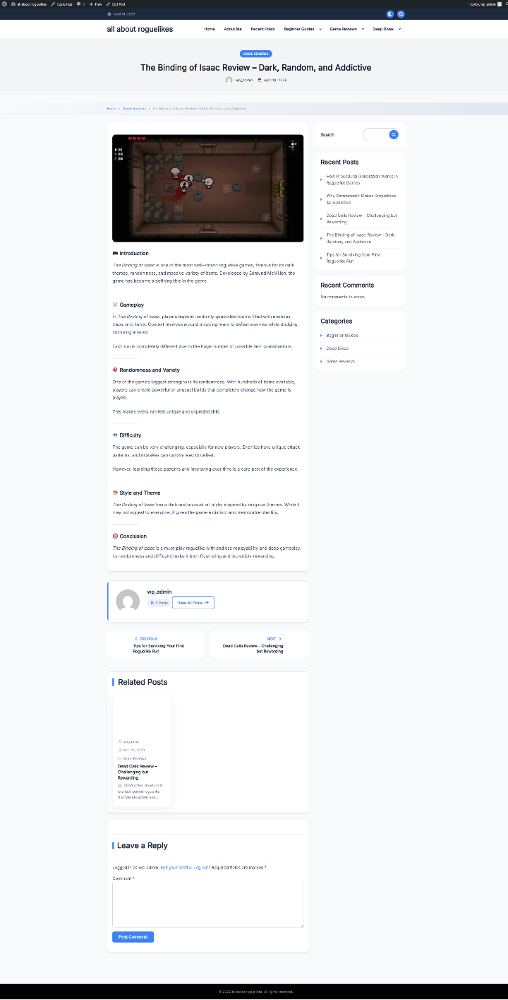 all about roguelikes Customize 0 New Edit Post Howdy, wp_admin
April 14, 2026
all about roguelikes
Home About Me Recent Posts Beginner Guides Game Reviews Deep Dives
GAME REVIEWS
The Binding of Isaac Review – Dark, Random, and Addictive
wp_admin April 14, 2026
Home Game Reviews The Binding of Isaac Review – Dark, Random, and Addictive
01
03
00
Introduction
The Binding of Isaac is one of the most well-known roguelike games, famous for its dark
themes, randomness, and massive variety of items. Developed by Edmund McMillen, the
game has become a defining title in the genre.
Gameplay
In The Binding of Isaac, players explore randomly generated rooms filled with enemies,
traps, and items. Combat revolves around shooting tears to defeat enemies while dodging
incoming attacks.
Each run is completely different due to the huge number of possible item combinations.
Randomness and Variety
One of the game's biggest strengths is its randomness. With hundreds of items available,
players can create powerful or unusual builds that completely change how the game is
played.
This makes every run feel unique and unpredictable.
Difficulty
The game can be very challenging, especially for new players. Enemies have unique attack
patterns, and mistakes can quickly lead to defeat.
However, learning these patterns and improving over time is a core part of the experience.
Style and Theme
The Binding of Isaac has a dark and unusual art style, inspired by religious themes. While it
may not appeal to everyone, it gives the game a distinct and memorable identity.
Conclusion
The Binding of Isaac is a must-play roguelike with endless replayability and deep gameplay.
Its randomness and difficulty make it both frustrating and incredibly rewarding.
Search
Recent Posts
How Procedural Generation Works in
Roguelike Games
Why Permadeath Makes Roguelikes
So Addictive
Dead Cells Review – Challenging but
Rewarding
The Binding of Isaac Review – Dark,
Random, and Addictive
Tips for Surviving Your First
Roguelike Run
Recent Comments
No comments to show.
Categories
Beginner Guides
Deep Dives
Game Reviews
wp_admin
Posts View All Posts
PREVIOUS
Tips for Surviving Your First
Roguelike Run
NEXT
Dead Cells Review – Challenging
but Rewarding
Related Posts
wp_admin
April 14, 2026
Game Reviews
Dead Cells Review –
Challenging but
Rewarding
Introduction Dead Cells
is a fast-paced roguelike
that blends action and...
Leave a Reply
Logged in as wp_admin. Edit your profile. Log out? Required fields are marked *
Comment *
Post Comment
© 2026 all about roguelikes. All rights reserved.